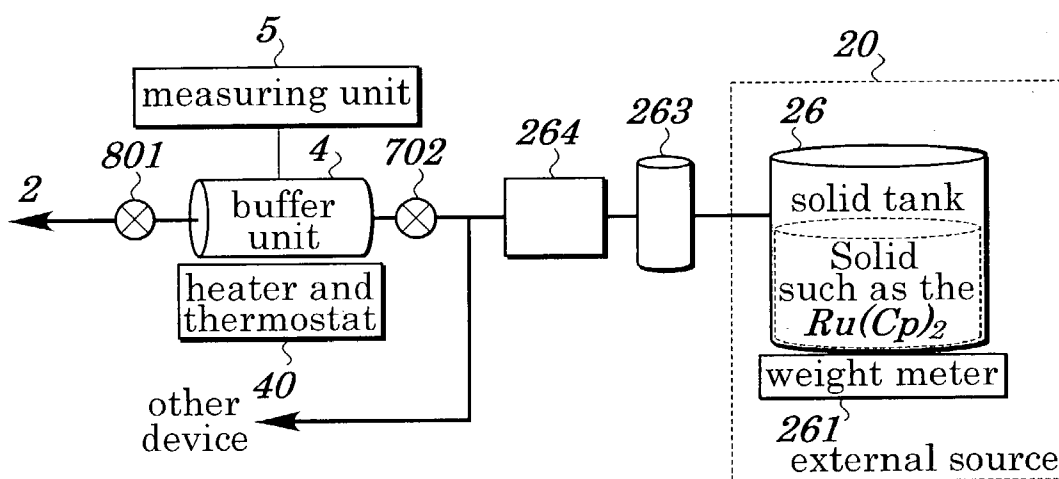 5
measuring unit
801
2
4
buffer
unit
702
heater and
thermostat
40
other
device
264
263
20
26
solid tank
Solid
such as the
Ru(Cp)₂
weight meter
261
external source